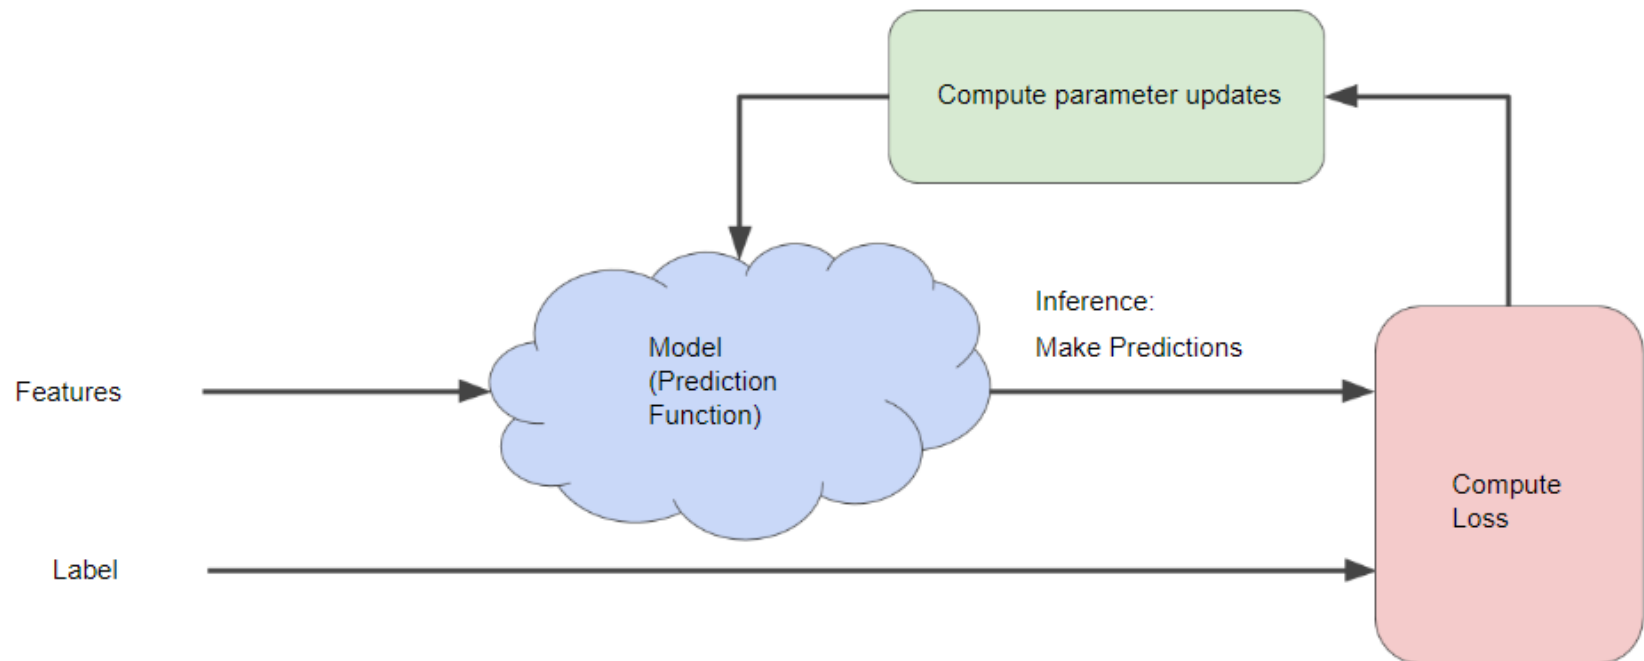 Compute parameter updates
Inference:
Make Predictions
Model
(Prediction
Function)
Features
Compute
Loss
Label